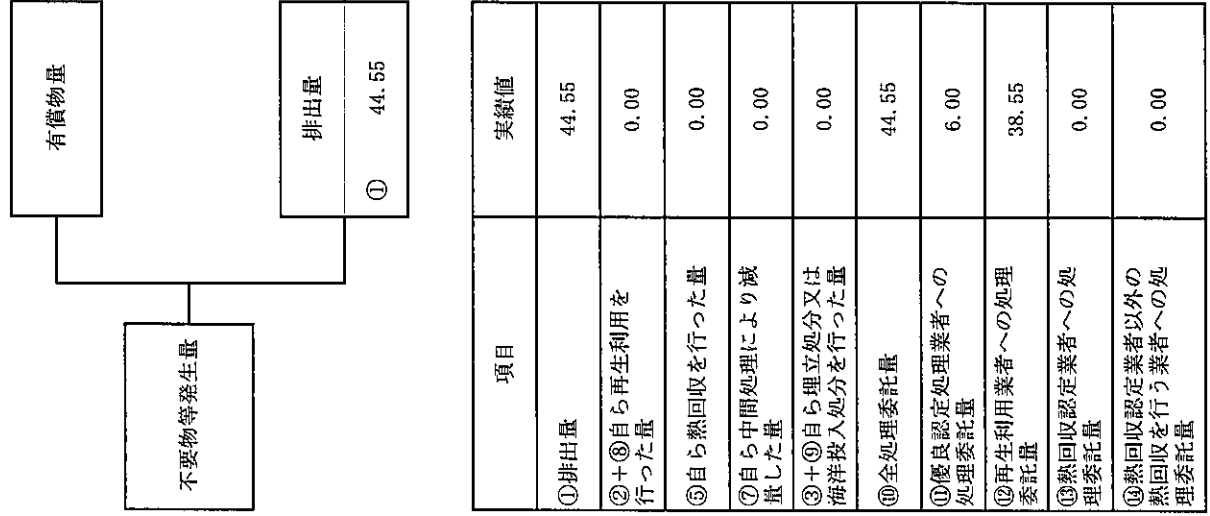 有償物量
不要物等発生量
排出量
① 44.55
項目 実績値
①排出量 44.55
②+⑧自ら再生利用を
行った量 0.00
⑤自ら熱回収を行った量 0.00
⑦自ら中間処理により減
量した量 0.00
③+⑨自ら埋立処分又は
海洋投入処分を行った量 0.00
⑩全処理委託量 44.55
⑪優良認定処理業者への
処理委託量 6.00
⑫再生利用業者への処理
委託量 38.55
⑬熱回収認定業者への処
理委託量 0.00
⑭熱回収認定業者以外の
熱回収を行う業者への処
理委託量 0.00